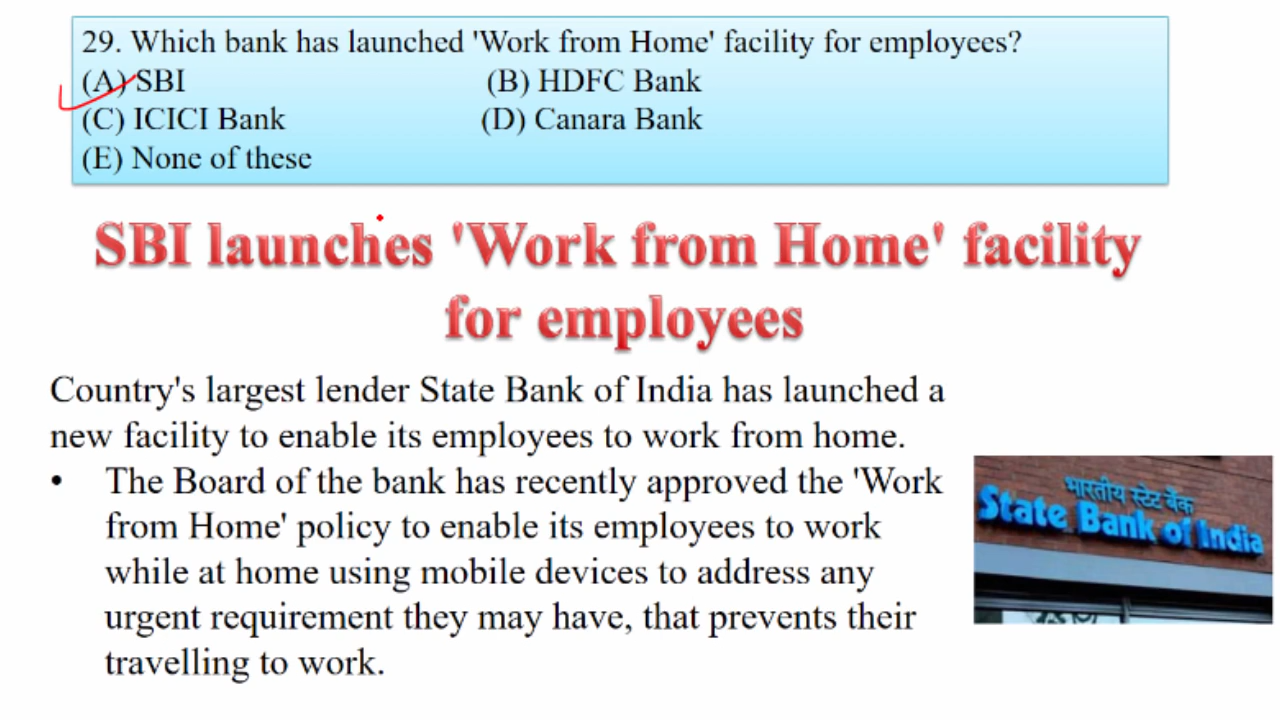 29. Which bank has launched 'Work from Home' facility for employees?
(A) SBI (B) HDFC Bank
(C) ICICI Bank (D) Canara Bank
(E) None of these
SBI launches 'Work from Home' facility
for employees
Country's largest lender State Bank of India has launched a
new facility to enable its employees to work from home.
• The Board of the bank has recently approved the 'Work
from Home' policy to enable its employees to work
while at home using mobile devices to address any
urgent requirement they may have, that prevents their
travelling to work.
भारतीय स्टेट बैंक
State Bank of India